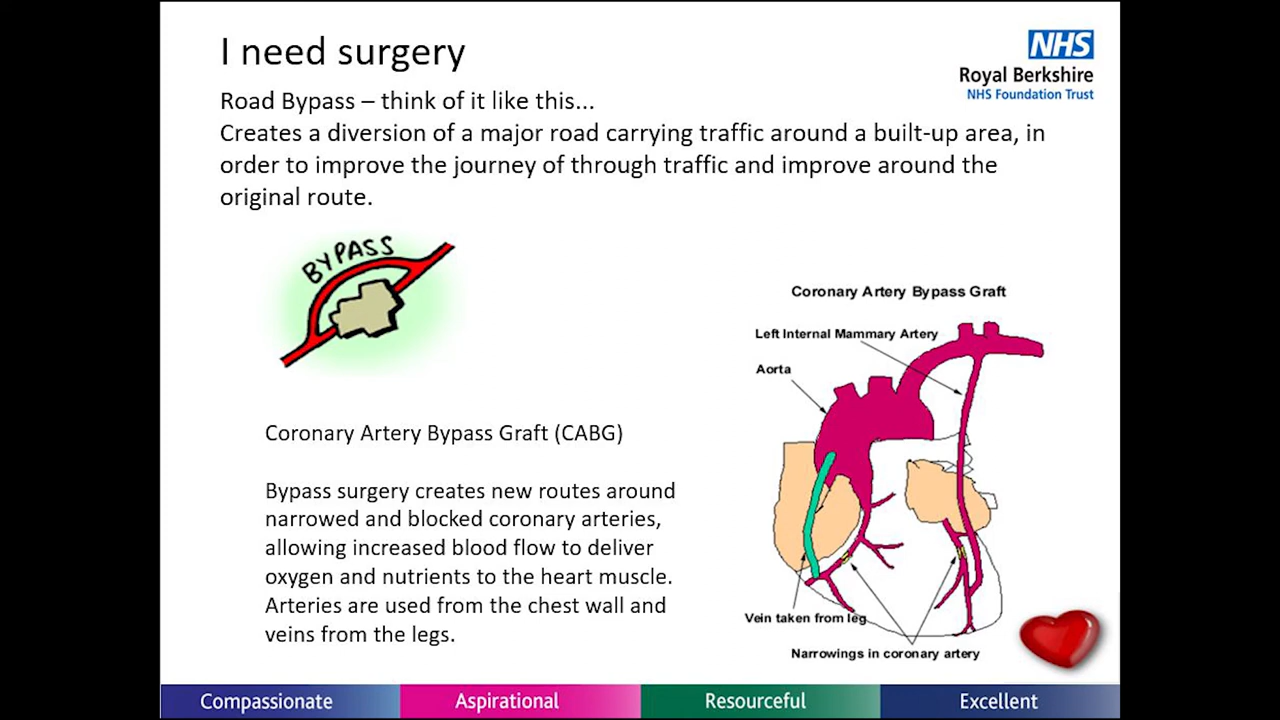 I need surgery
NHS
Royal Berkshire
NHS Foundation Trust
Road Bypass – think of it like this...
Creates a diversion of a major road carrying traffic around a built-up area, in
order to improve the journey of through traffic and improve around the
original route.
BYPASS
Coronary Artery Bypass Graft (CABG)
Bypass surgery creates new routes around
narrowed and blocked coronary arteries,
allowing increased blood flow to deliver
oxygen and nutrients to the heart muscle.
Arteries are used from the chest wall and
veins from the legs.
Coronary Artery Bypass Graft
Left Internal Mammary Artery
Aorta
Vein taken from leg
Narrowings in coronary artery
Compassionate
Aspirational
Resourceful
Excellent